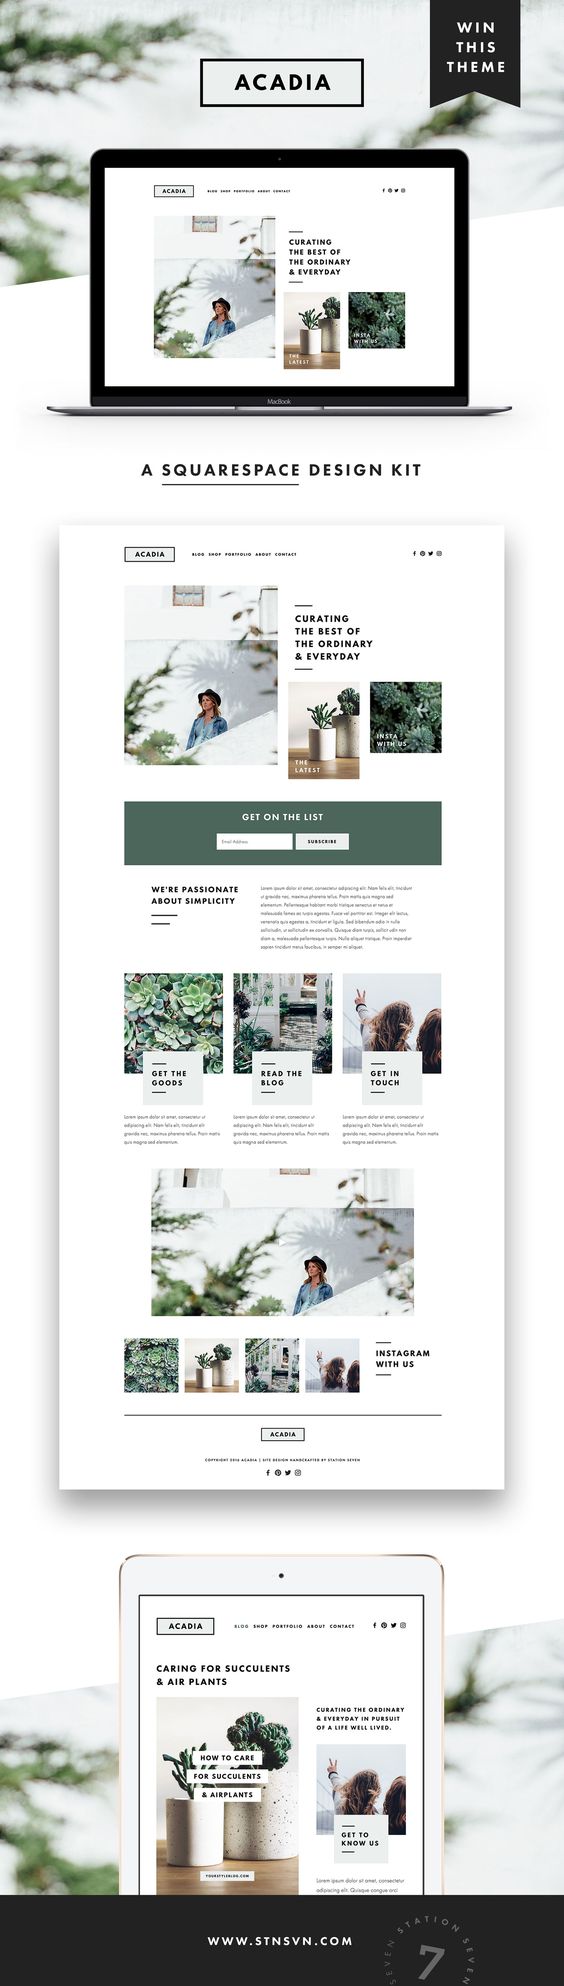 WIN
THIS
THEME
ACADIA
ACADIA
BLOG SHOP PORTFOLIO ABOUT CONTACT
CURATING
THE BEST OF
THE ORDINARY
& EVERYDAY
THE
LATEST
INSTA
WITH US
MacBook
A SQUARESPACE DESIGN KIT
ACADIA
BLOG SHOP PORTFOLIO ABOUT CONTACT
CURATING
THE BEST OF
THE ORDINARY
& EVERYDAY
THE
LATEST
INSTA
WITH US
GET ON THE LIST
Email Address
SUBSCRIBE
WE'RE PASSIONATE
ABOUT SIMPLICITY
Lorem ipsum dolor sit amet, consectetur adipiscing elit. Nam felis elit, tincidunt
gravida nec, maximus pharetra tellus. Proin mattis quis magna sed
elementum. Pellentesque habitant morbi tristique senectus et netus et
malesuada fames ac turpis egestas. Fusce vel porttitor est. Integer elit lectus,
venenatis quis diam a, tincidunt et ligula. Sed bibendum odio in nulla
sollicitudin, ut sollicitudin ex convallis. Quisque diam turpis, sollicit udin non
diam a, malesuada pellentesque turpis. Nulla aliquet tristique. Proin imperdiet
sapien tincidunt metus faucibus, in semper mi aliquet.
GET THE
GOODS
READ THE
BLOG
GET IN
TOUCH
Lorem ipsum dolor sit amet, consectetur ut
adipiscing elit. Nam felis elit, tincidunt
gravida nec, maximus pharetra tellus. Proin mattis
quis magna sed elementum.
Lorem ipsum dolor sit amet, consectetur ut
adipiscing elit. Nam felis elit, tincidunt
gravida nec, maximus pharetra tellus. Proin mattis
quis magna sed elementum.
Lorem ipsum dolor sit amet, consectetur ut
adipiscing elit. Nam felis elit, tincidunt
gravida nec, maximus pharetra tellus. Proin mattis
quis magna sed elementum.
INSTAGRAM
WITH US
ACADIA
COPYRIGHT 2016 ACADIA | SITE DESIGN HANDCRAFTED BY STATION SEVEN
ACADIA
BLOG SHOP PORTFOLIO ABOUT CONTACT
CARING FOR SUCCULENTS
& AIR PLANTS
HOW TO CARE
FOR SUCCULENTS
& AIRPLANTS
YOURSTYLEBLOG.COM
CURATING THE ORDINARY
& EVERYDAY IN PURSUIT
OF A LIFE WELL LIVED.
GET TO
KNOW US
Lorem ipsum dolor sit amet, consectetur
adipiscing elit. Quisque congue orci
WWW.STNSVN.COM
SEVEN STATION SEVEN
7